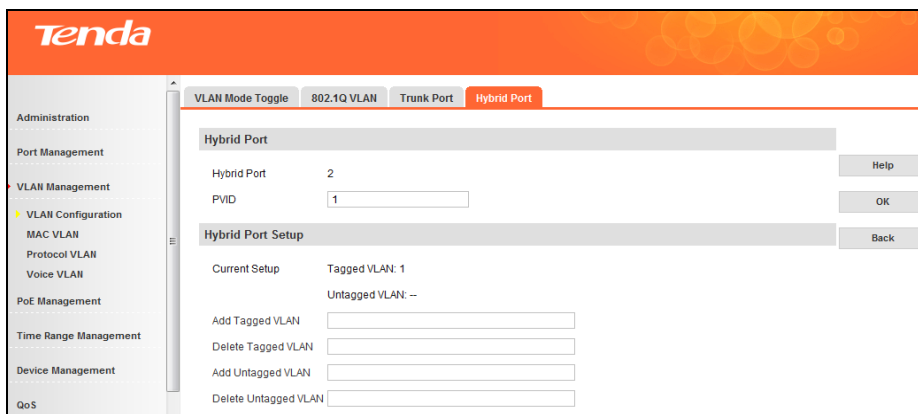 Tenda
VLAN Mode Toggle 802.1Q VLAN Trunk Port Hybrid Port
Administration
Port Management
VLAN Management
VLAN Configuration
MAC VLAN
Protocol VLAN
Voice VLAN
PoE Management
Time Range Management
Device Management
QoS
Hybrid Port
Hybrid Port 2
PVID 1
Hybrid Port Setup
Current Setup Tagged VLAN: 1
Untagged VLAN: --
Add Tagged VLAN
Delete Tagged VLAN
Add Untagged VLAN
Delete Untagged VLAN
Help
OK
Back